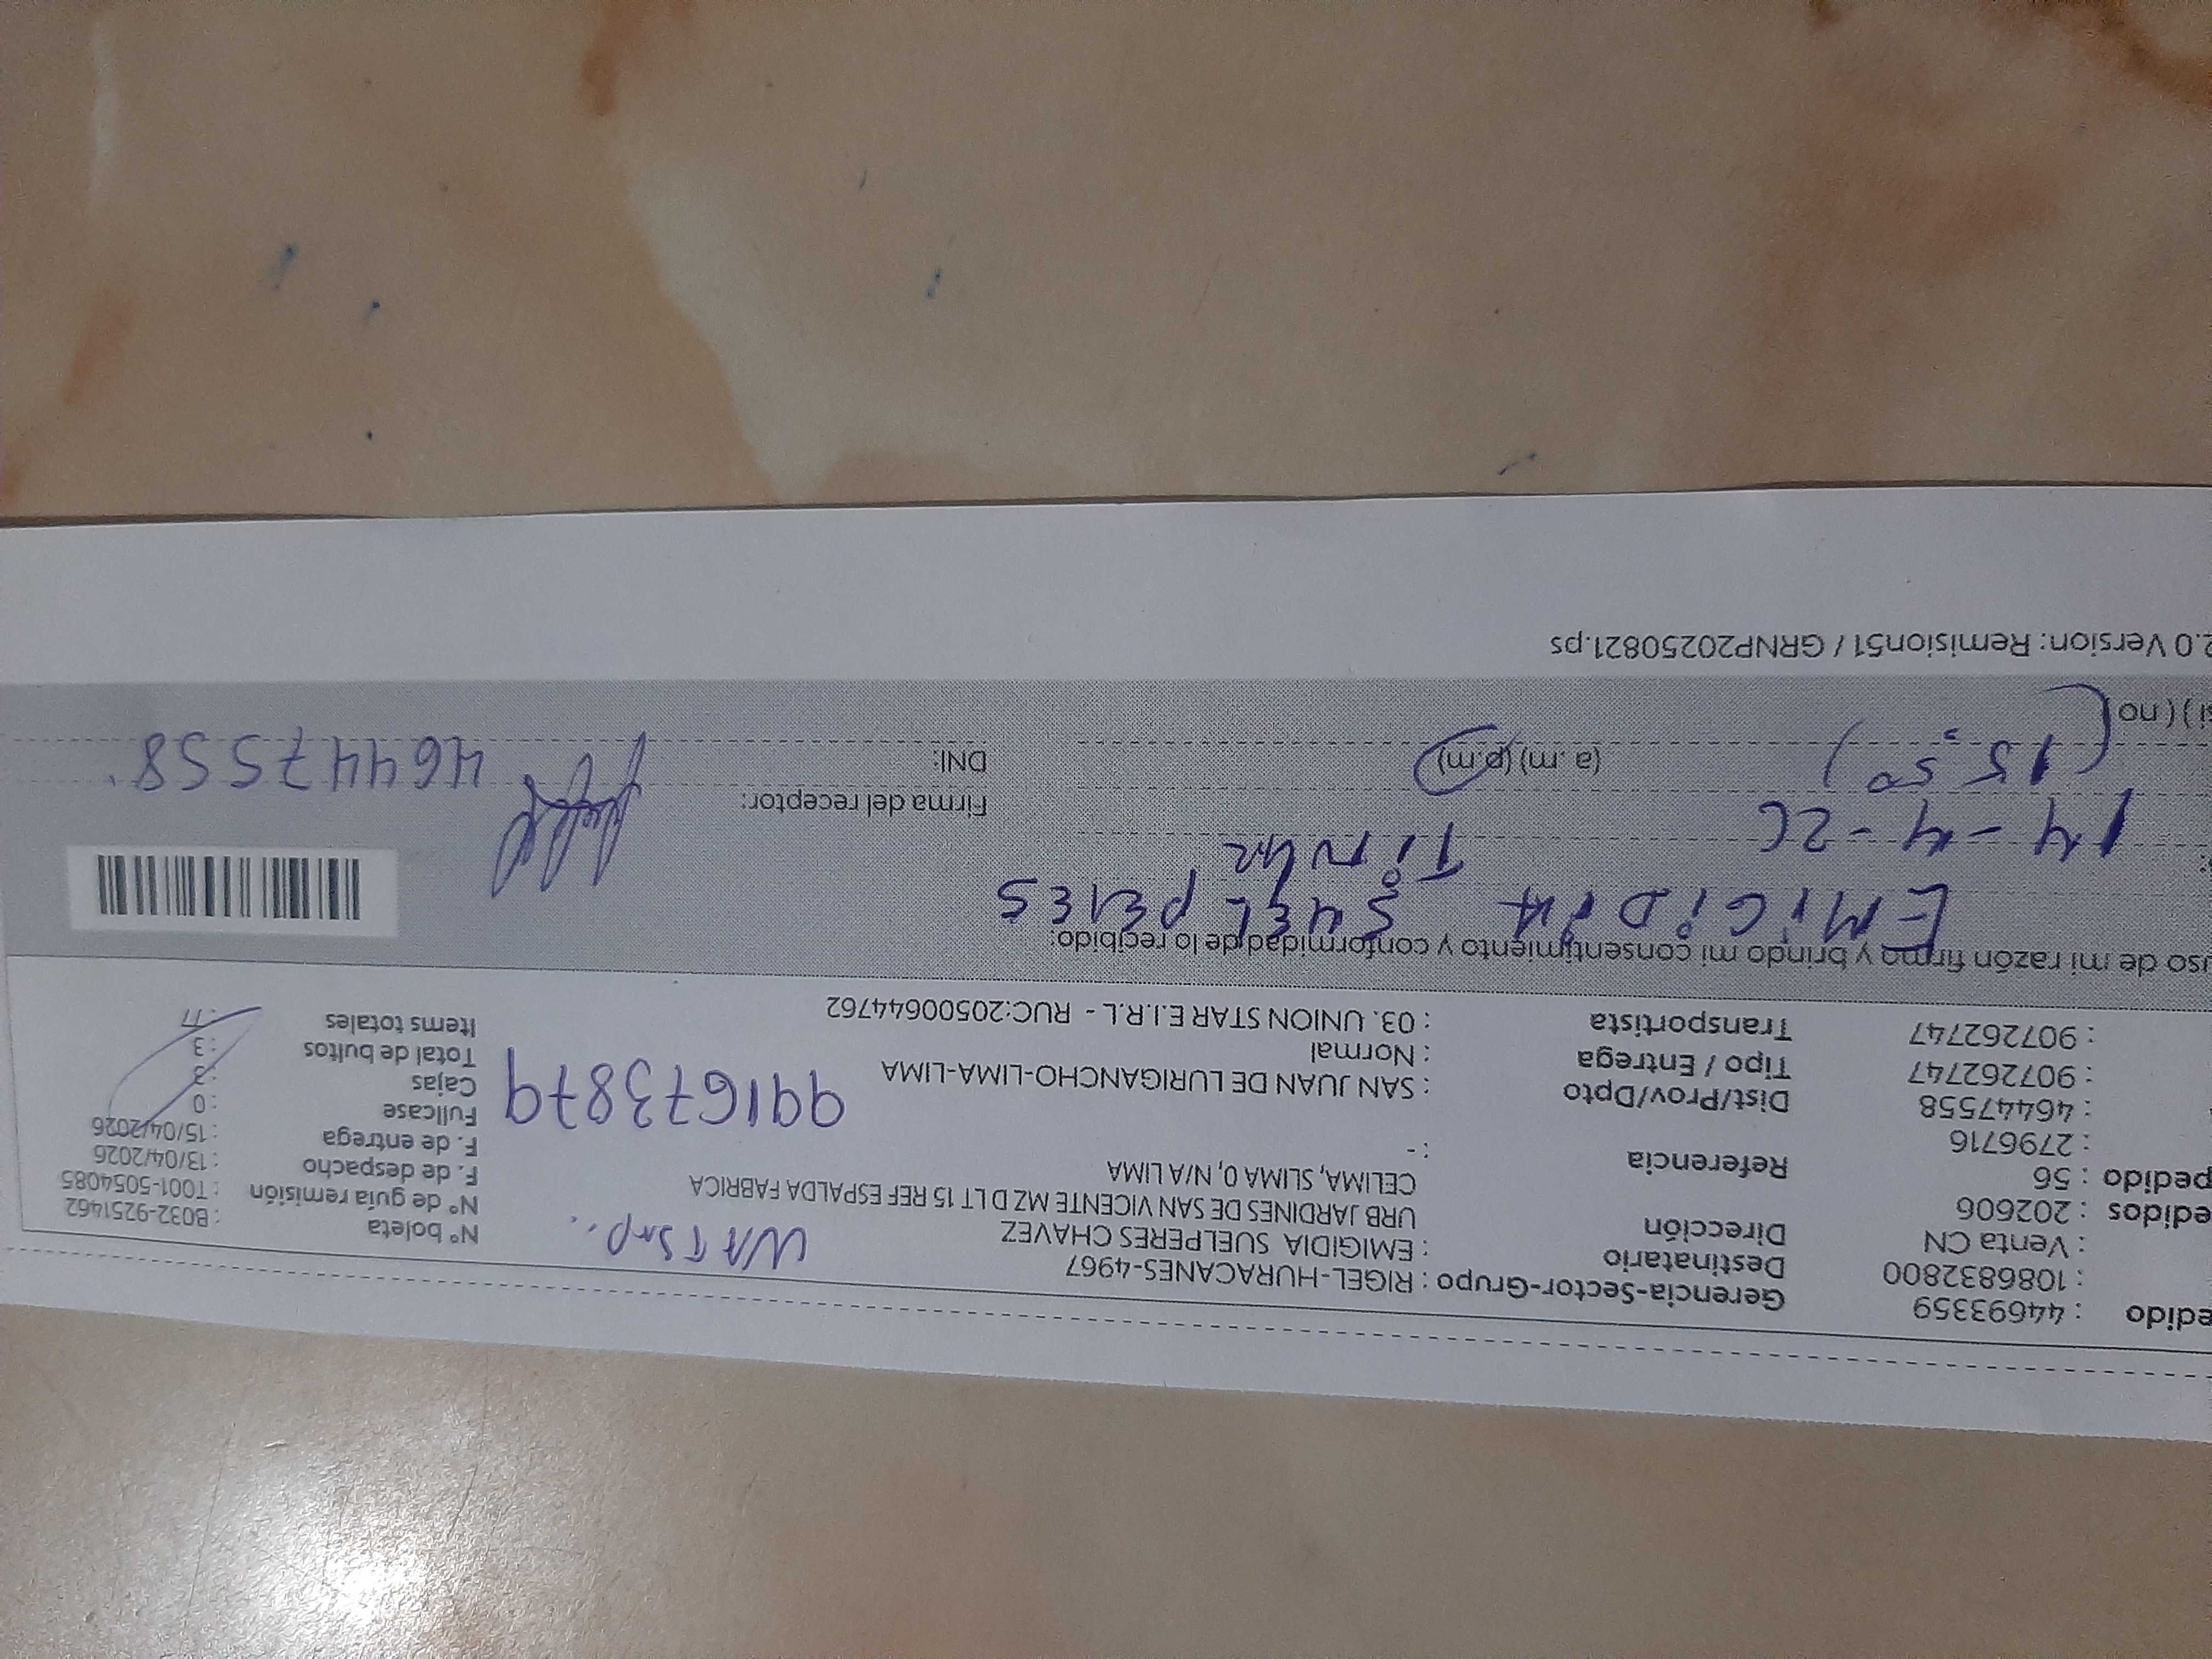 edido : 44693359
: 1086832800
: Venta CN
edidos : 202606
pedido : 56
: 2796716
: 46447558
: 907262747
: 907262747
Gerencia-Sector-Grupo : RIGEL-HURACANES-4967
Destinatario : EMIGIDIA SUELPERES CHAVEZ
Dirección URB JARDINES DE SAN VICENTE MZ D LT 15 REF ESPALDA FABRICA
CELIMA, SLIMA 0, N/A LIMA
Referencia : -
Dist/Prov/Dpto : SAN JUAN DE LURIGANCHO-LIMA-LIMA
Tipo / Entrega : Normal
Transportista : 03. UNION STAR E.I.R.L - RUC:20500644762
WATSap.
991673879
N° boleta : B032-9251462
N° de guía remisión : T001-5054085
F. de despacho : 13/04/2026
F. de entrega : 15/04/2026
Fullcase : 0
Cajas : 3
Total de bultos : 3
Items totales : 17
uso de mi razón firmo y brindo mi consentimiento y conformidad de lo recibido:
EMiGiDiA SUELPERES
14-4-26
Firma del receptor:
(15:50) (a.m) (p.m)
DNI: 46447558
si ) ( no
2.0 Version: Remision51 / GRNP20250821.ps